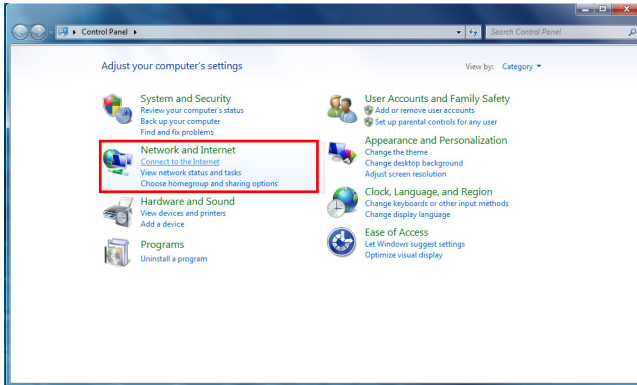 Control Panel
Search Control Panel
Adjust your computer's settings
View by: Category
System and Security
Review your computer's status
Back up your computer
Find and fix problems
Network and Internet
Connect to the Internet
View network status and tasks
Choose homegroup and sharing options
Hardware and Sound
View devices and printers
Add a device
Programs
Uninstall a program
User Accounts and Family Safety
Add or remove user accounts
Set up parental controls for any user
Appearance and Personalization
Change the theme
Change desktop background
Adjust screen resolution
Clock, Language, and Region
Change keyboards or other input methods
Change display language
Ease of Access
Let Windows suggest settings
Optimize visual display